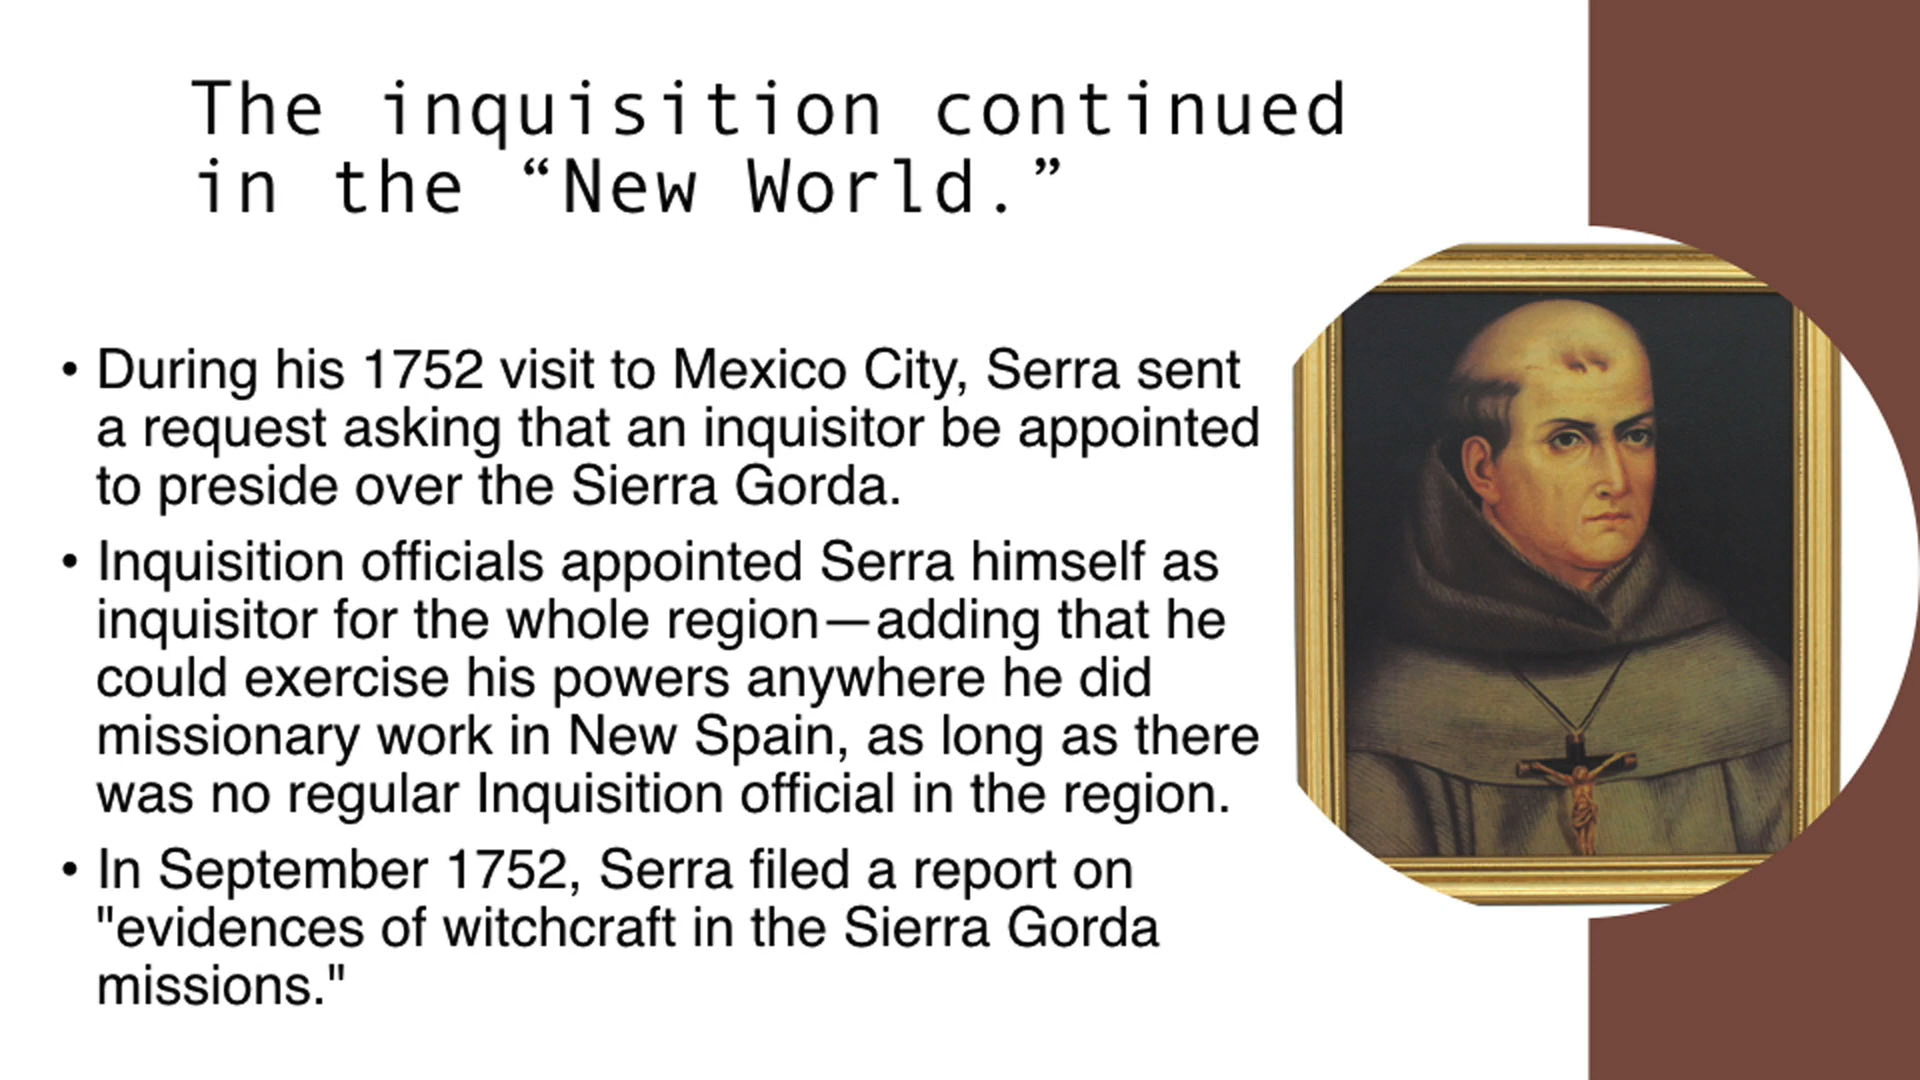 The inquisition continued
in the “New World.”
• During his 1752 visit to Mexico City, Serra sent
a request asking that an inquisitor be appointed
to preside over the Sierra Gorda.
• Inquisition officials appointed Serra himself as
inquisitor for the whole region—adding that he
could exercise his powers anywhere he did
missionary work in New Spain, as long as there
was no regular Inquisition official in the region.
• In September 1752, Serra filed a report on
"evidences of witchcraft in the Sierra Gorda
missions."